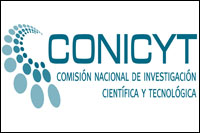 CONICYT
COMISIÓN NACIONAL DE INVESTIGACIÓN
CIENTÍFICA Y TECNOLÓGICA